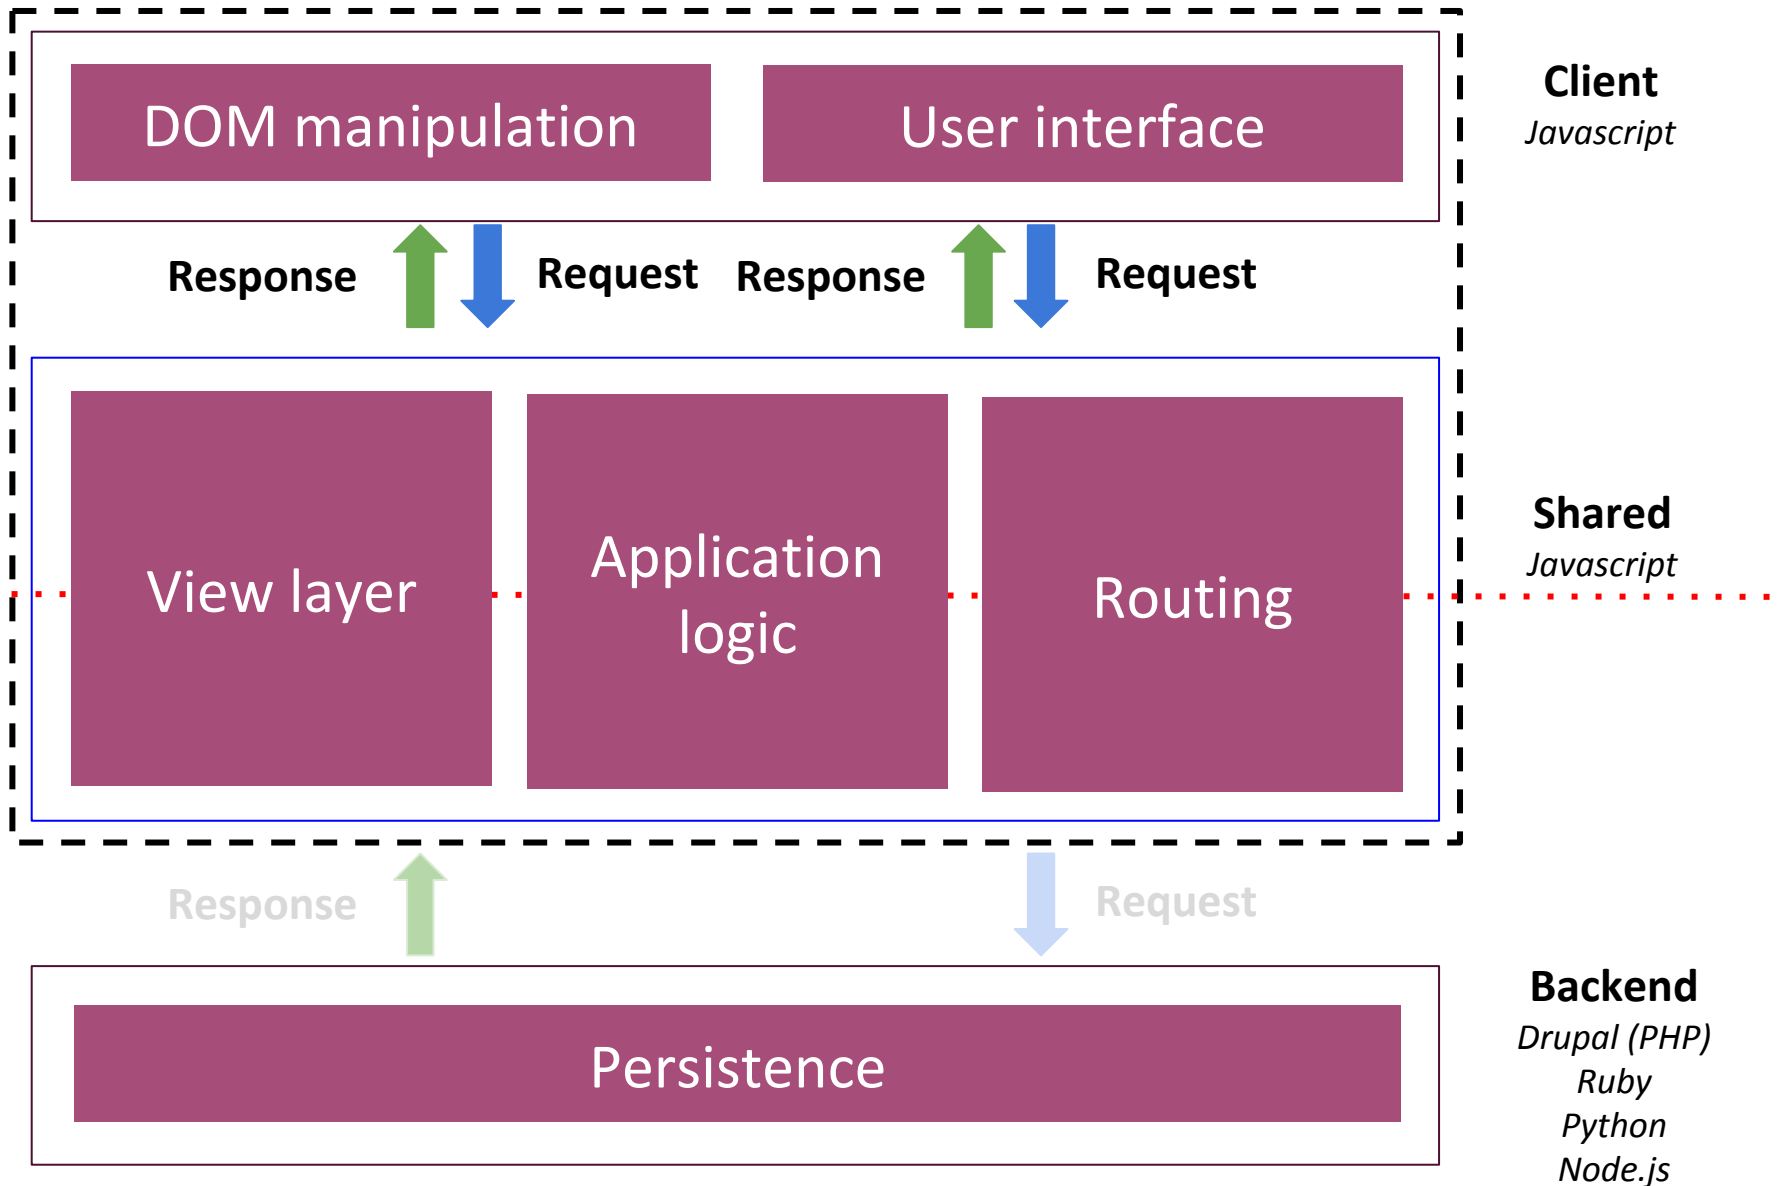 DOM manipulation
User interface
Client
Javascript
Response
Request
Response
Request
View layer
Application
logic
Routing
Shared
Javascript
Response
Request
Persistence
Backend
Drupal (PHP)
Ruby
Python
Node.js